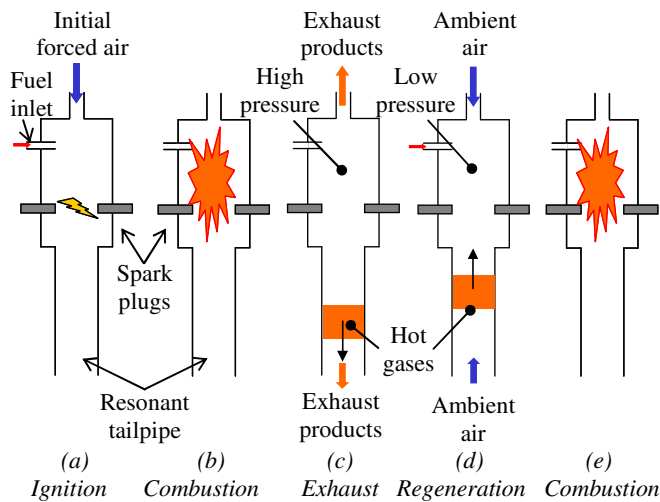 Initial
forced air
Exhaust
products
Ambient
air
Fuel
inlet
High
pressure
Low
pressure
Spark
plugs
Hot
gases
Resonant
tailpipe
Exhaust
products
Ambient
air
(a)
Ignition
(b)
Combustion
(c)
Exhaust
(d)
Regeneration
(e)
Combustion